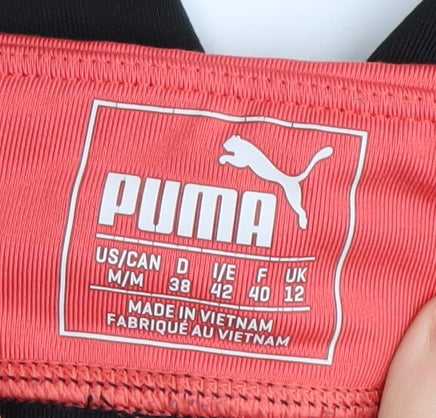 PUMA
US/CAN D I/E F UK
M/M 38 42 40 12
MADE IN VIETNAM
FABRIQUÉ AU VIETNAM